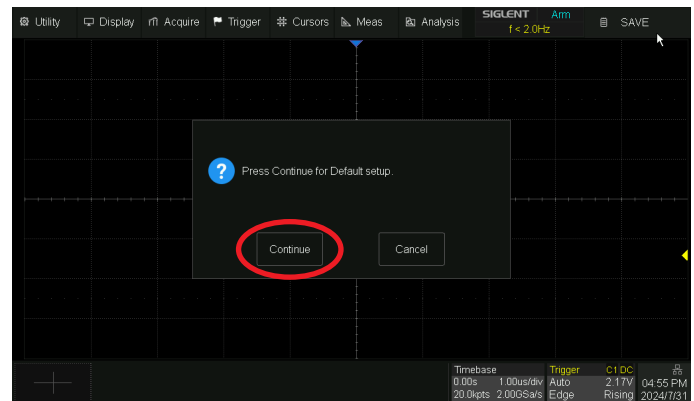 Utility Display Acquire Trigger Cursors Meas Analysis SIGLENT Arm SAVE
f < 2.0Hz
Press Continue for Default setup.
Continue Cancel
Timebase Trigger C1 DC
0.00s 1.00us/div Auto 2.17V 04:55 PM
20.0kpts 2.00GSa/s Edge Rising 2024/7/31